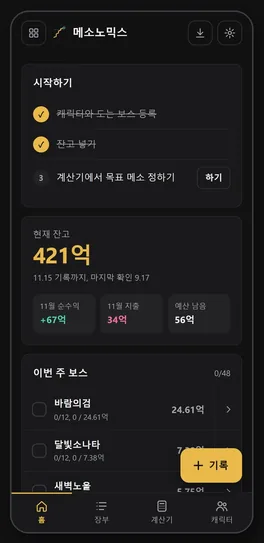 메소노믹스
시작하기
캐릭터와 도는 보스 등록
잔고 넣기
3 계산기에서 목표 메소 정하기 하기
현재 잔고
421억
11.15 기록까지, 마지막 확인 9.17
11월 순수익 11월 지출 예산 남음
+67억 34억 56억
이번 주 보스 0/48
바람의검 24.61억
0/12, 0 / 24.61억
달빛소나타
0/12, 0 / 7.38억
+ 기록
새벽노을
홈 장부 계산기 캐릭터